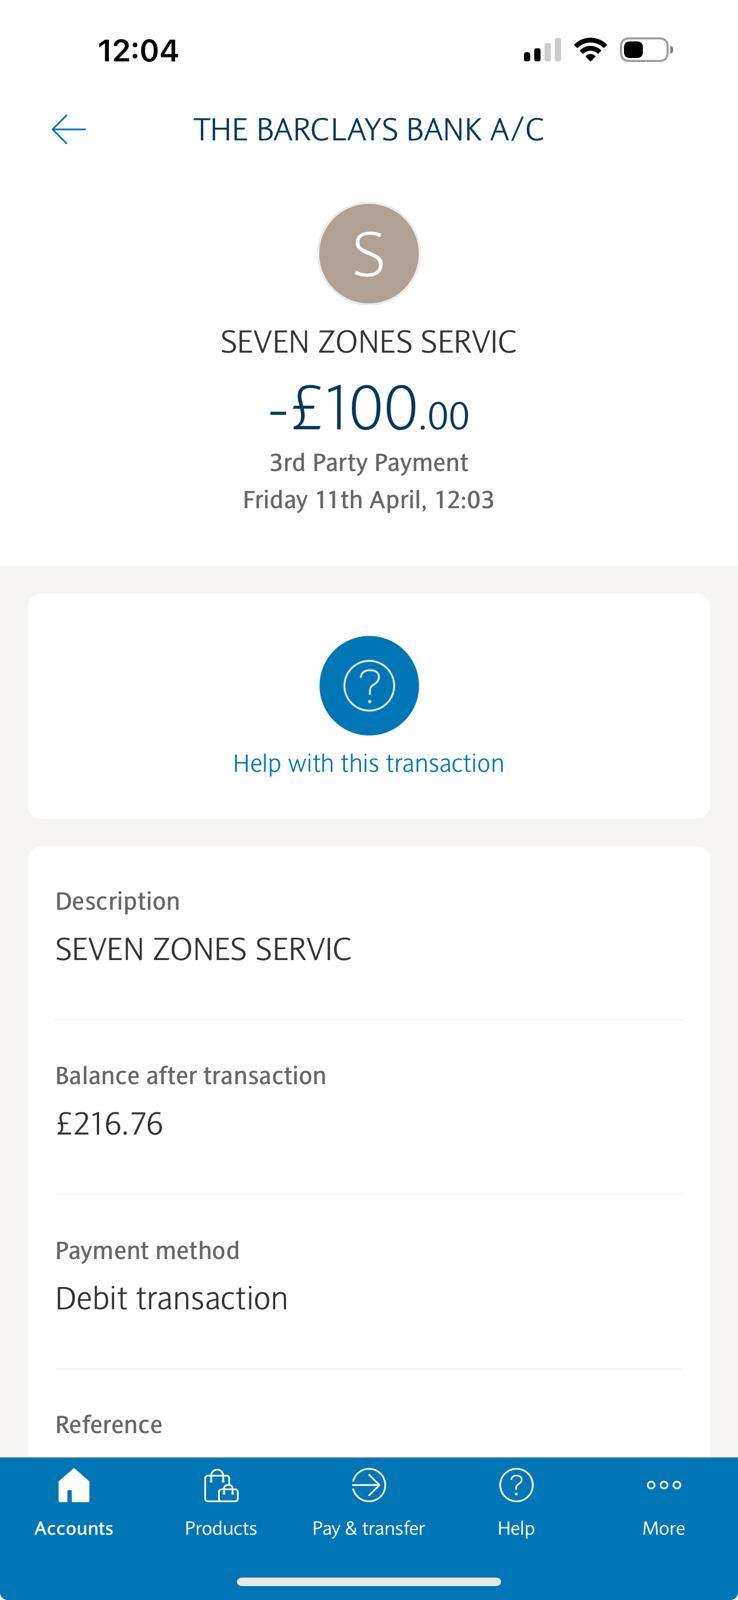 12:04
THE BARCLAYS BANK A/C
S
SEVEN ZONES SERVIC
-£100.00
3rd Party Payment
Friday 11th April, 12:03
?
Help with this transaction
Description
SEVEN ZONES SERVIC
Balance after transaction
£216.76
Payment method
Debit transaction
Reference
Accounts Products Pay & transfer ? Help More